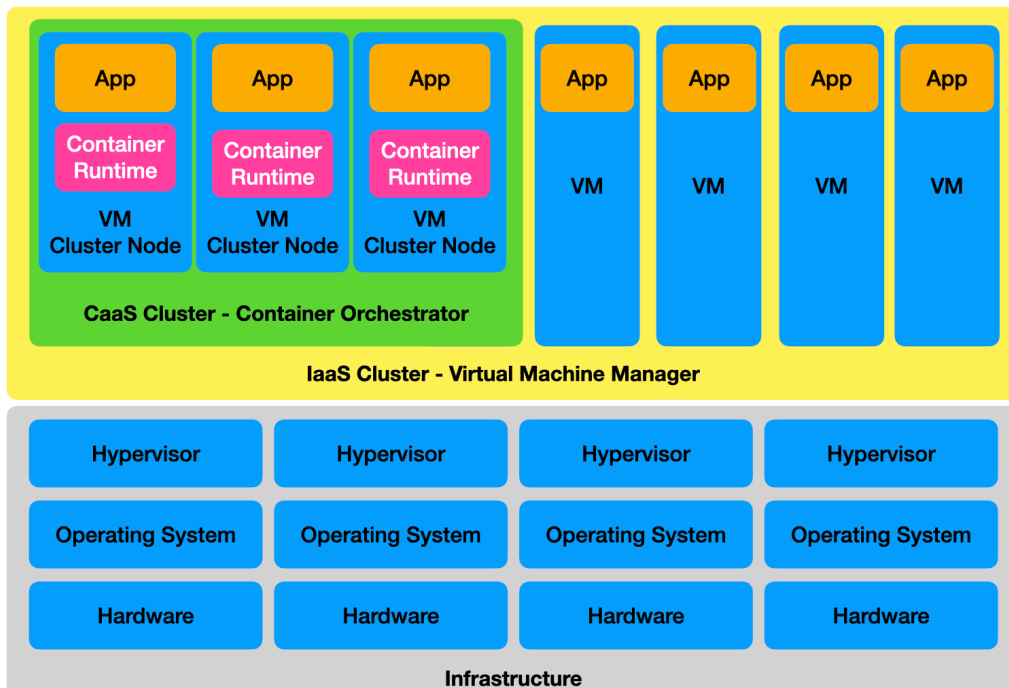 App
App
App
App
App
App
App
Container
Runtime
Container
Runtime
Container
Runtime
VM
VM
VM
VM
VM
Cluster Node
VM
Cluster Node
VM
Cluster Node
CaaS Cluster - Container Orchestrator
IaaS Cluster - Virtual Machine Manager
Hypervisor
Hypervisor
Hypervisor
Hypervisor
Operating System
Operating System
Operating System
Operating System
Hardware
Hardware
Hardware
Hardware
Infrastructure